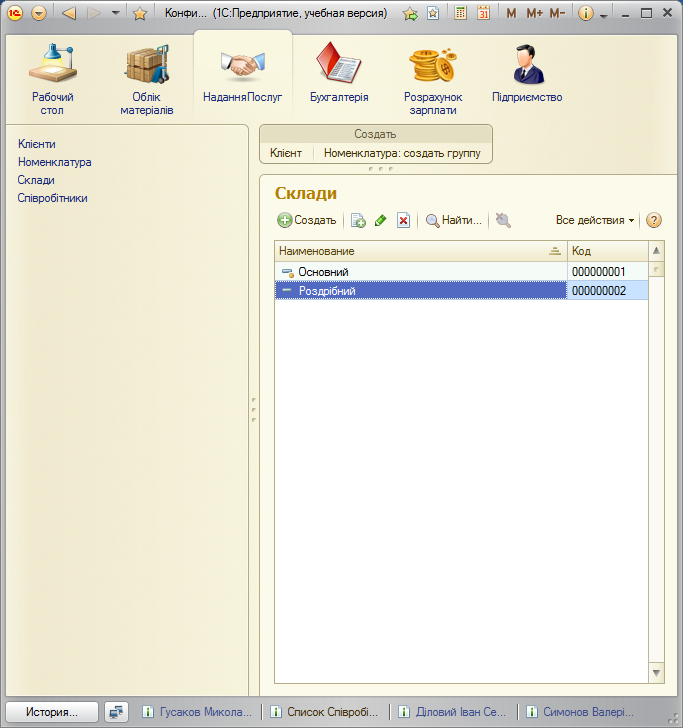 Конфи... (1С:Предприятие, учебная версия)
31
M M+ M-
Рабочий стол
Облік матеріалів
НаданняПослуг
Бухгалтерія
Розрахунок зарплати
Підприємство
Клієнти
Номенклатура
Склади
Співробітники
Создать
Клієнт
Номенклатура: создать группу
Склади
Создать
Найти...
Все действия
Наименование
Код
Основний
000000001
Роздрібний
000000002
История...
Гусаков Микола...
Список Співробі...
Діловий Іван Се...
Симонов Валері...